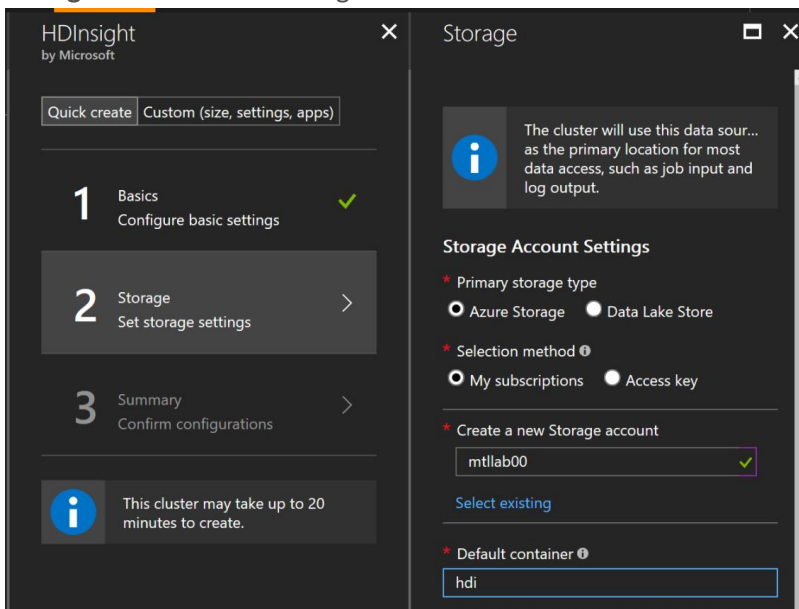 HDInsight
by Microsoft
Quick create Custom (size, settings, apps)
1 Basics
Configure basic settings
2 Storage
Set storage settings
3 Summary
Confirm configurations
This cluster may take up to 20
minutes to create.
Storage
The cluster will use this data sour...
as the primary location for most
data access, such as job input and
log output.
Storage Account Settings
* Primary storage type
Azure Storage Data Lake Store
* Selection method
My subscriptions Access key
* Create a new Storage account
mtllab00
Select existing
* Default container
hdi